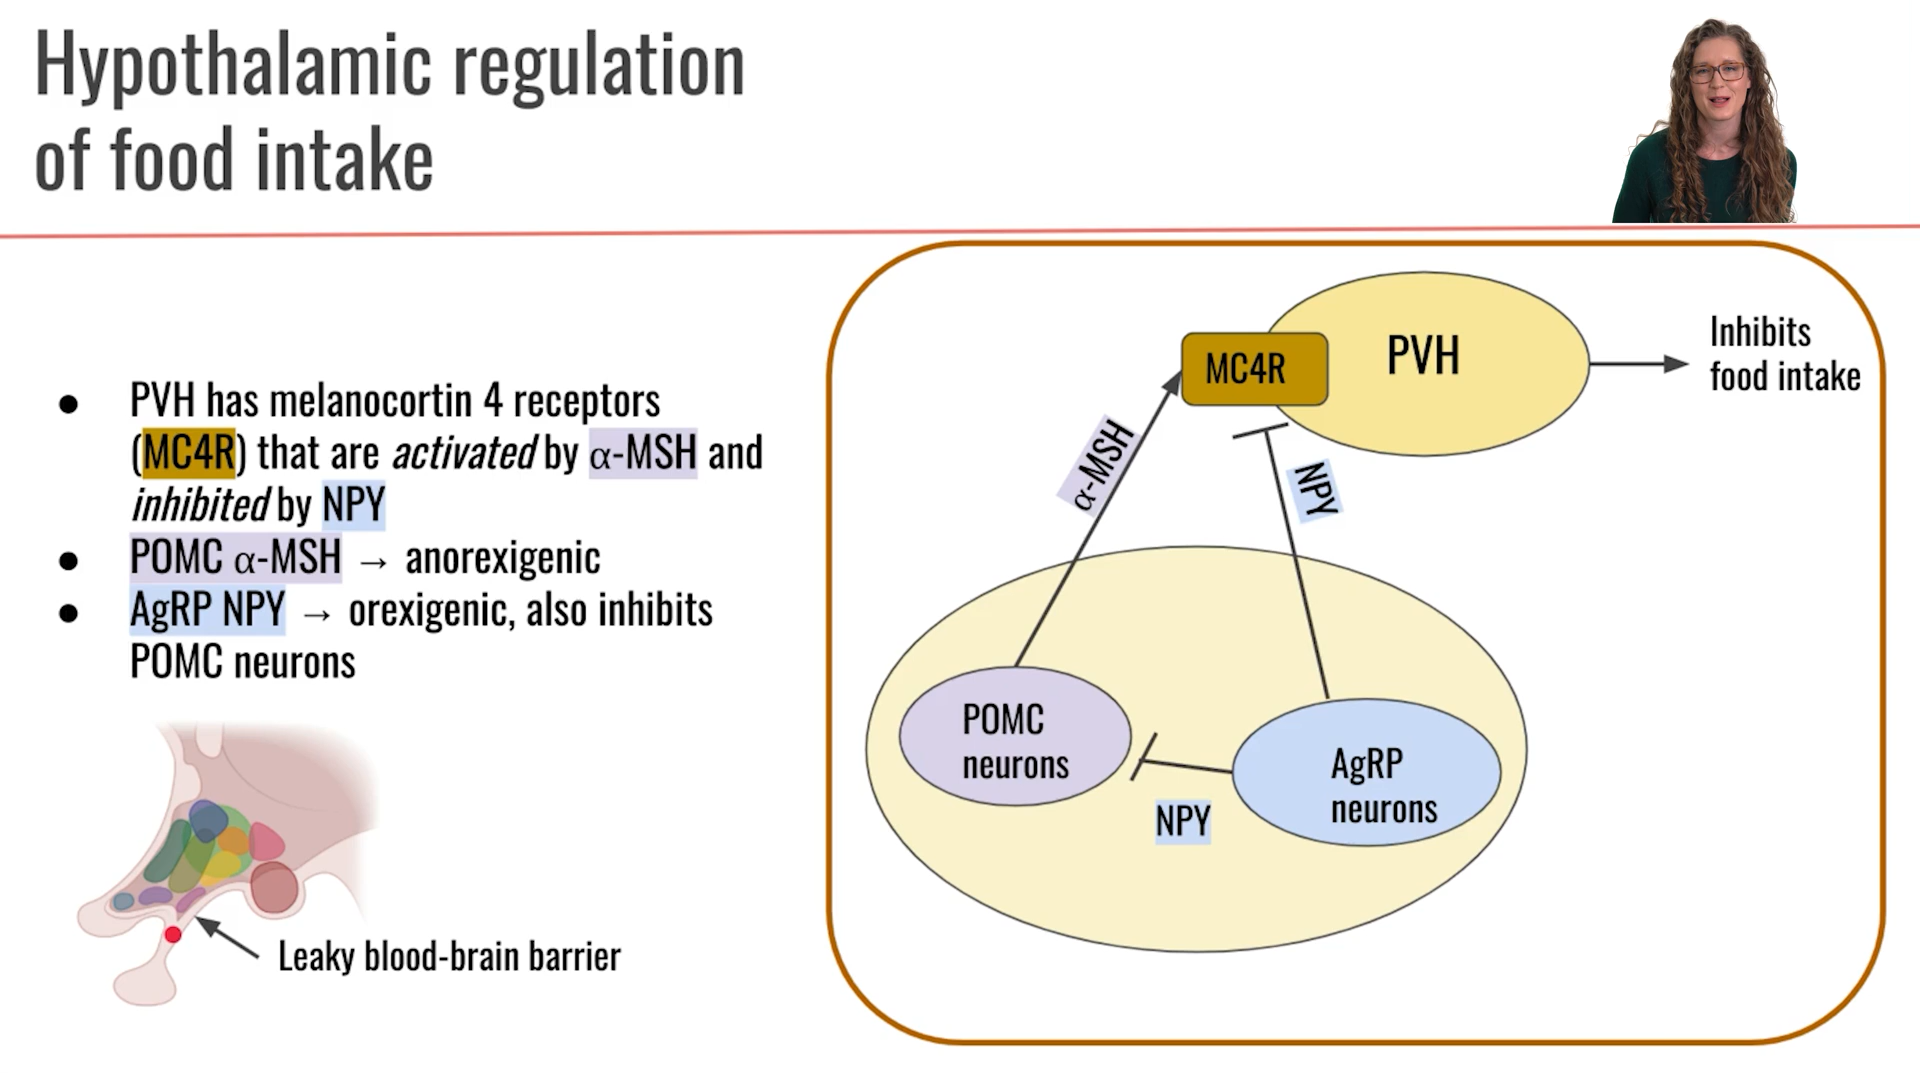 Hypothalamic regulation
of food intake
● PVH has melanocortin 4 receptors
(MC4R) that are activated by α-MSH and
inhibited by NPY
● POMC α-MSH → anorexigenic
● AgRP NPY → orexigenic, also inhibits
POMC neurons
Leaky blood-brain barrier
MC4R
PVH
Inhibits
food intake
α-MSH
NPY
POMC
neurons
NPY
AgRP
neurons